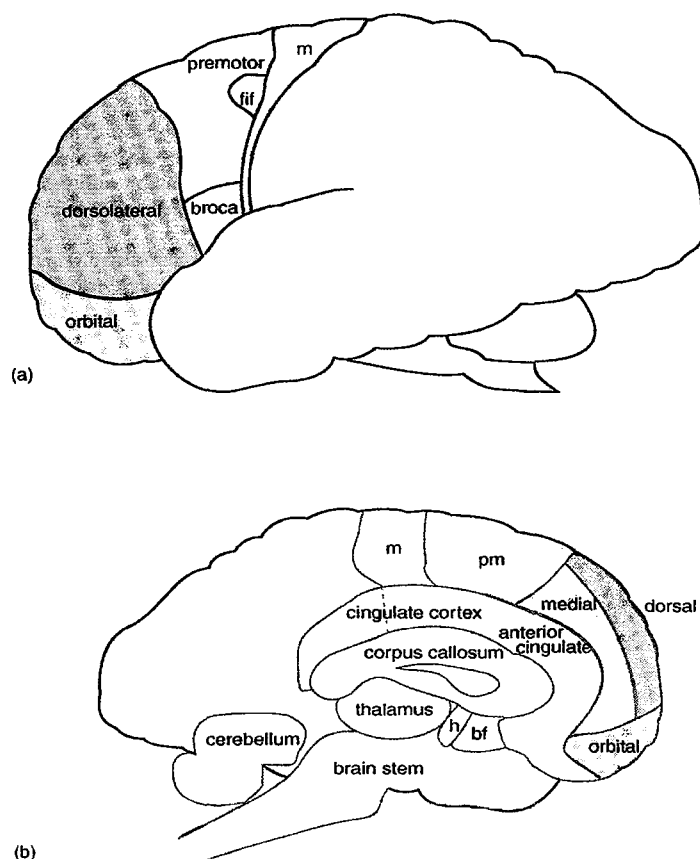 m
premotor
fif
dorsolateral
broca
orbital
(a)
m
pm
medial
dorsal
cingulate cortex
anterior
cingulate
corpus callosum
thalamus
h
bf
cerebellum
orbital
brain stem
(b)